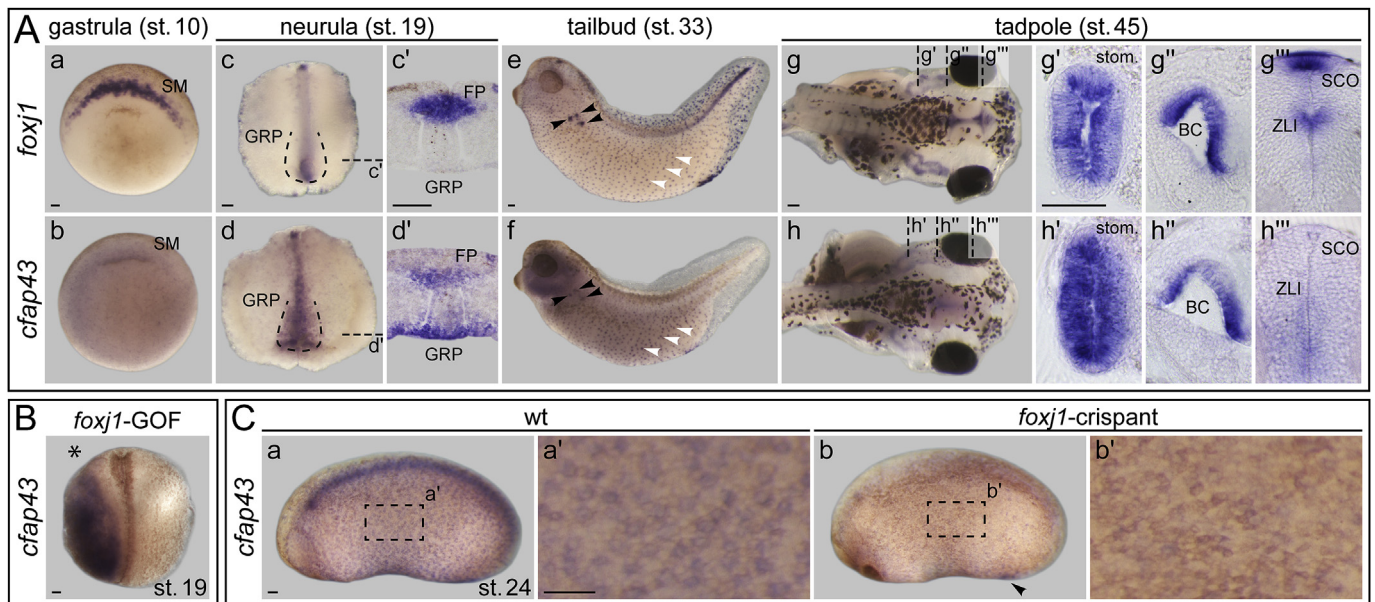 A
gastrula (st. 10)
neurula (st. 19)
tailbud (st. 33)
tadpole (st. 45)
foxj1
a
SM
c
GRP
c'
c'
FP
GRP
e
g
g'
g''
g'''
g'
stom.
g''
BC
g'''
SCO
ZLI
cfap43
b
SM
d
GRP
d'
d'
FP
GRP
f
h
h'
h''
h'''
h'
stom.
h''
BC
h'''
SCO
ZLI
B
foxj1-GOF
cfap43
*
st. 19
C
wt
foxj1-crispant
cfap43
a
a'
st. 24
a'
b
b'
b'